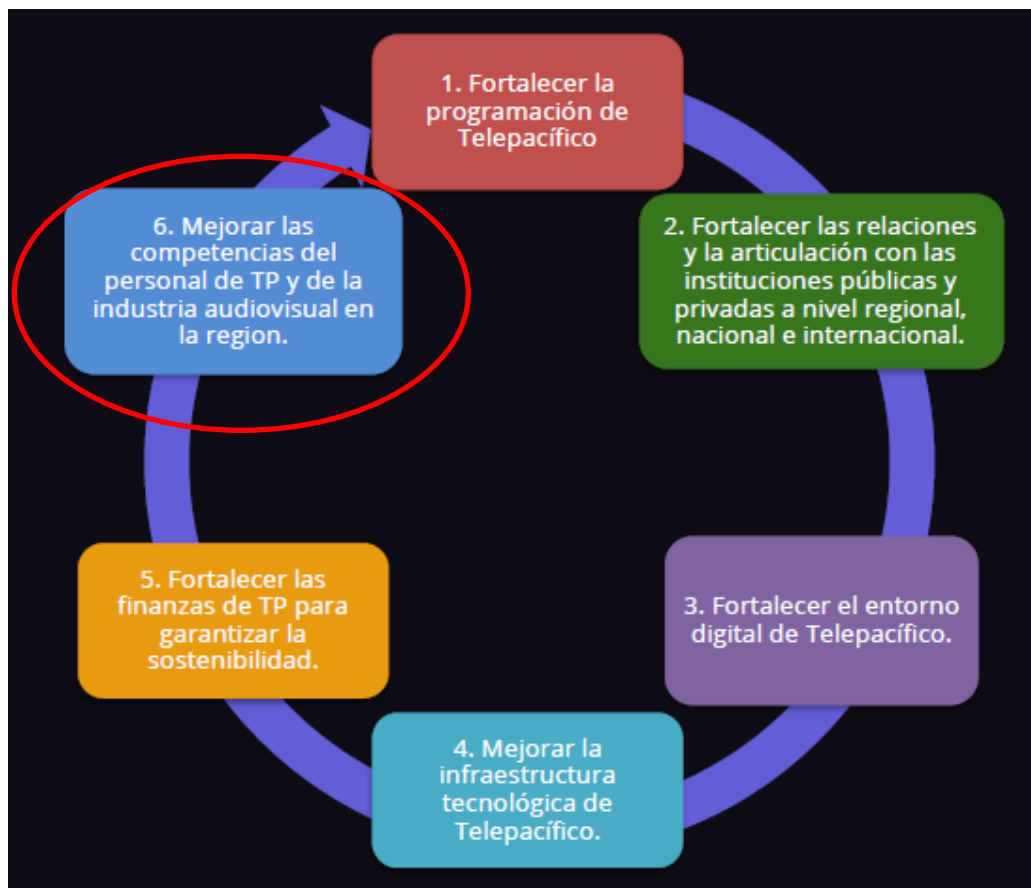 1. Fortalecer la
programación de
Telepacífico
2. Fortalecer las relaciones
y la articulación con las
instituciones públicas y
privadas a nivel regional,
nacional e internacional.
3. Fortalecer el entorno
digital de Telepacífico.
4. Mejorar la
infraestructura
tecnológica de
Telepacífico.
5. Fortalecer las
finanzas de TP para
garantizar la
sostenibilidad.
6. Mejorar las
competencias del
personal de TP y de la
industria audiovisual en
la region.